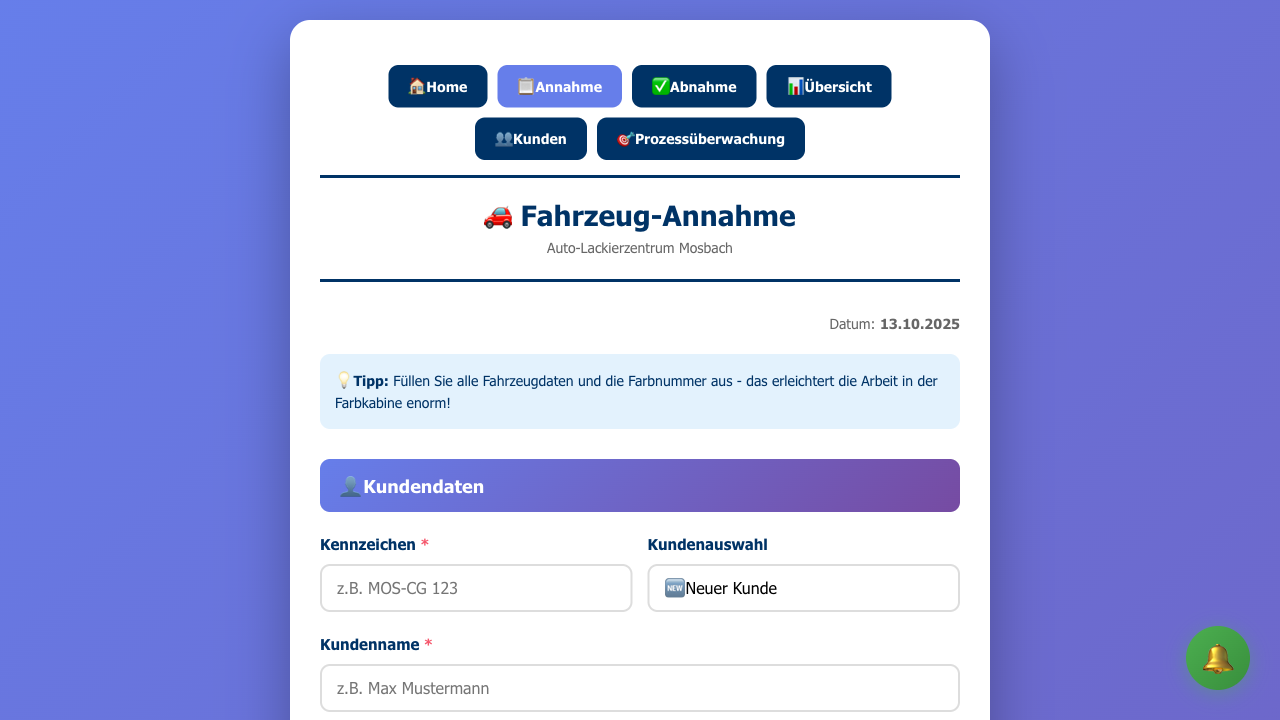 🏠Home 📋Annahme ✅Abnahme 📊Übersicht
👥Kunden 🎯Prozessüberwachung
🚗 Fahrzeug-Annahme
Auto-Lackierzentrum Mosbach
Datum: 13.10.2025
💡Tipp: Füllen Sie alle Fahrzeugdaten und die Farbnummer aus - das erleichtert die Arbeit in der
Farbkabine enorm!
👤Kundendaten
Kennzeichen * Kundenauswahl
z.B. MOS-CG 123 🆕Neuer Kunde
Kundenname *
z.B. Max Mustermann